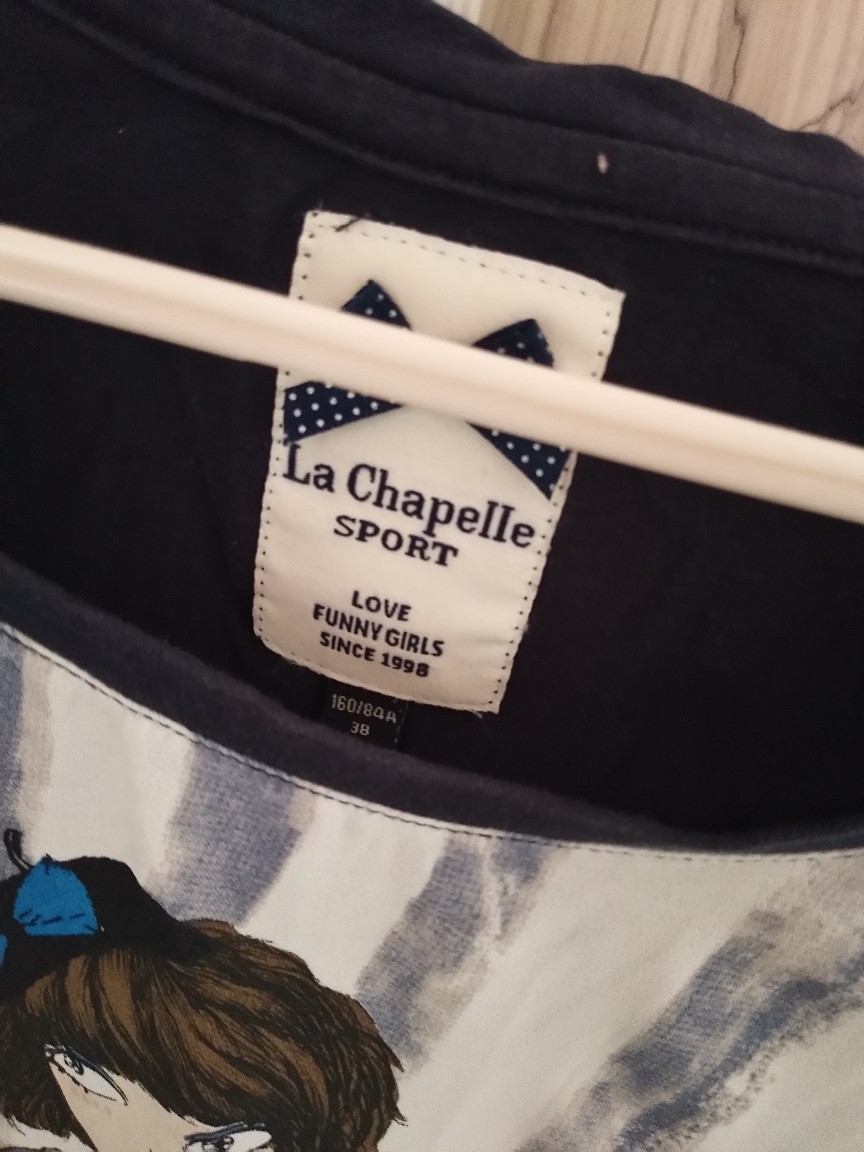 La Chapelle
SPORT
LOVE
FUNNY GIRLS
SINCE 1998
160/84A
38